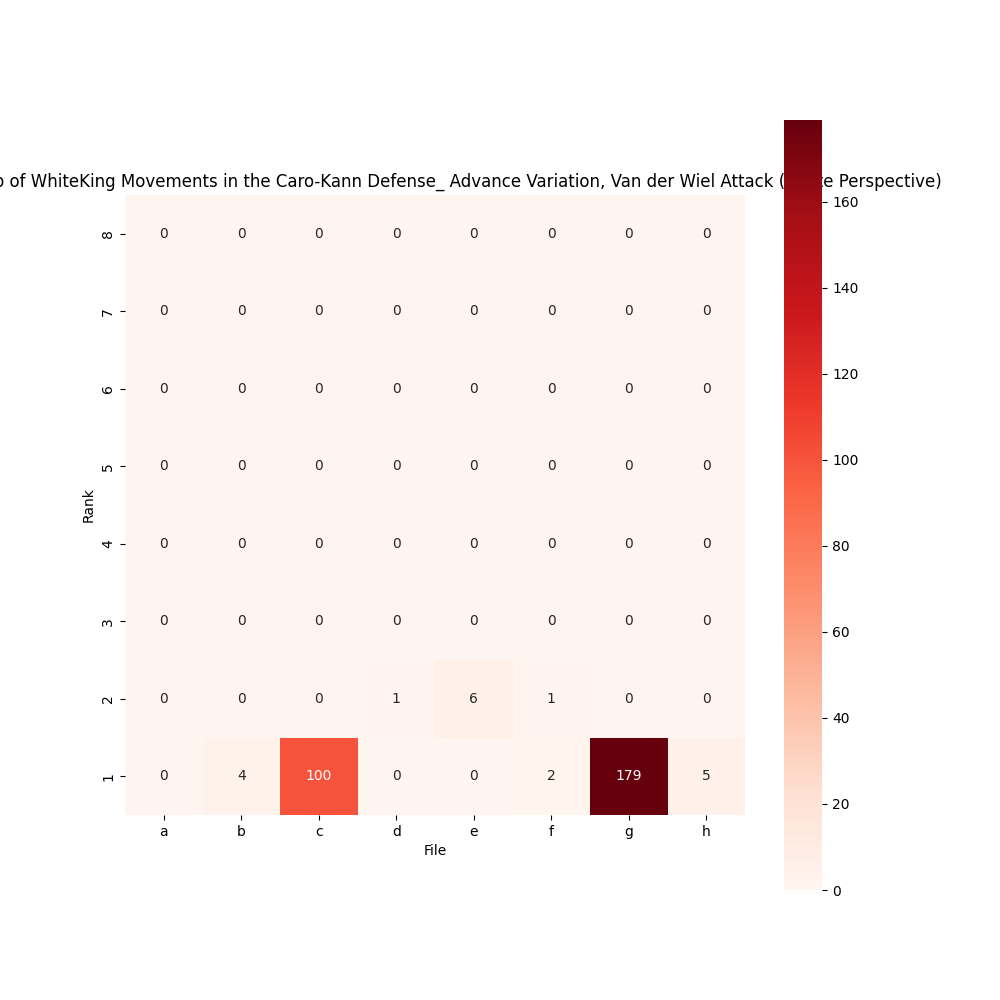 of WhiteKing Movements in the Caro-Kann Defense_ Advance Variation, Van der Wiel Attack ( Perspective)
160
8 0 0 0 0 0 0 0 0
140
7 0 0 0 0 0 0 0 0
120
6 0 0 0 0 0 0 0 0
100
5 0 0 0 0 0 0 0 0
80
4 0 0 0 0 0 0 0 0
60
3 0 0 0 0 0 0 0 0
40
2 0 0 0 1 6 1 0 0
20
1 0 4 100 0 0 2 179 5
0
a b c d e f g h
File
Rank